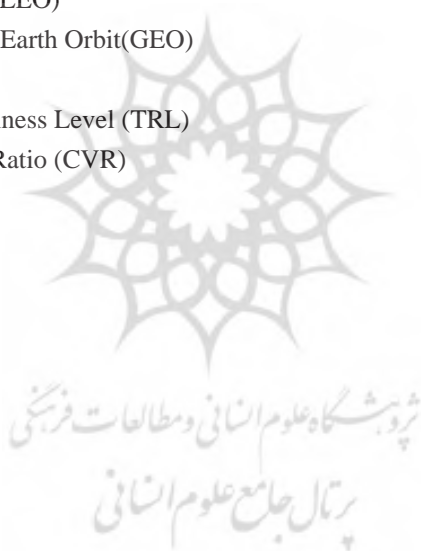 LEO)
Earth Orbit(GEO)
ness Level (TRL)
Ratio (CVR)
پژوهشگاه علوم انسانی و مطالعات فرهنگی
پرتال جامع علوم انسانی